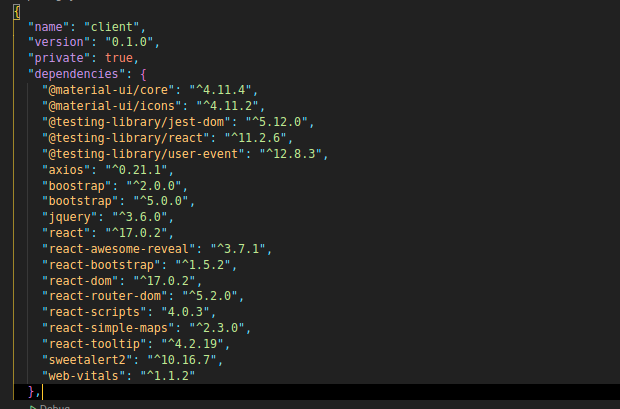 {
"name": "client",
"version": "0.1.0",
"private": true,
"dependencies": {
"@material-ui/core": "^4.11.4",
"@material-ui/icons": "^4.11.2",
"@testing-library/jest-dom": "^5.12.0",
"@testing-library/react": "^11.2.6",
"@testing-library/user-event": "^12.8.3",
"axios": "^0.21.1",
"boostrap": "^2.0.0",
"bootstrap": "^5.0.0",
"jquery": "^3.6.0",
"react": "^17.0.2",
"react-awesome-reveal": "^3.7.1",
"react-bootstrap": "^1.5.2",
"react-dom": "^17.0.2",
"react-router-dom": "^5.2.0",
"react-scripts": "4.0.3",
"react-simple-maps": "^2.3.0",
"react-tooltip": "^4.2.19",
"sweetalert2": "^10.16.7",
"web-vitals": "^1.1.2"
},
Debug